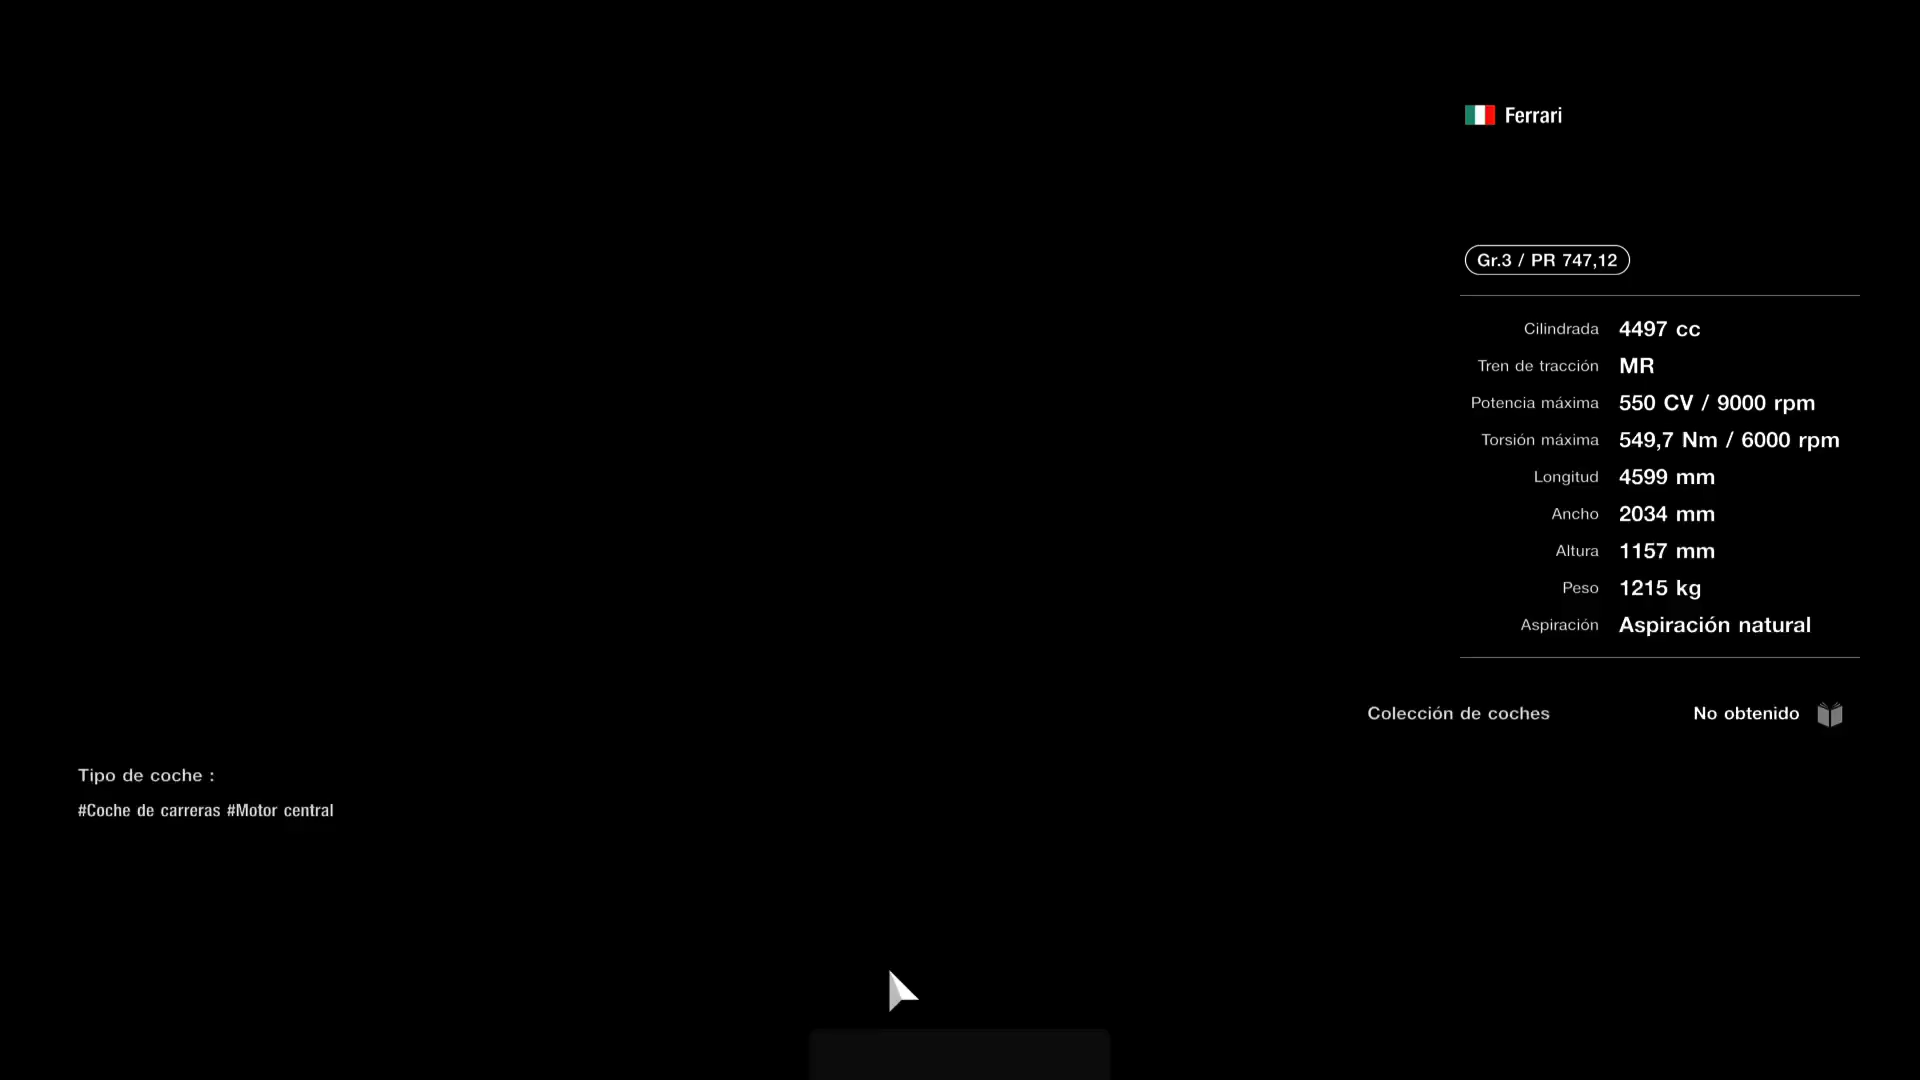 Ferrari
Gr.3 / PR 747,12
Cilindrada 4497 cc
Tren de tracción MR
Potencia máxima 550 CV / 9000 rpm
Torsión máxima 549,7 Nm / 6000 rpm
Longitud 4599 mm
Ancho 2034 mm
Altura 1157 mm
Peso 1215 kg
Aspiración Aspiración natural
Colección de coches No obtenido
Tipo de coche :
#Coche de carreras #Motor central